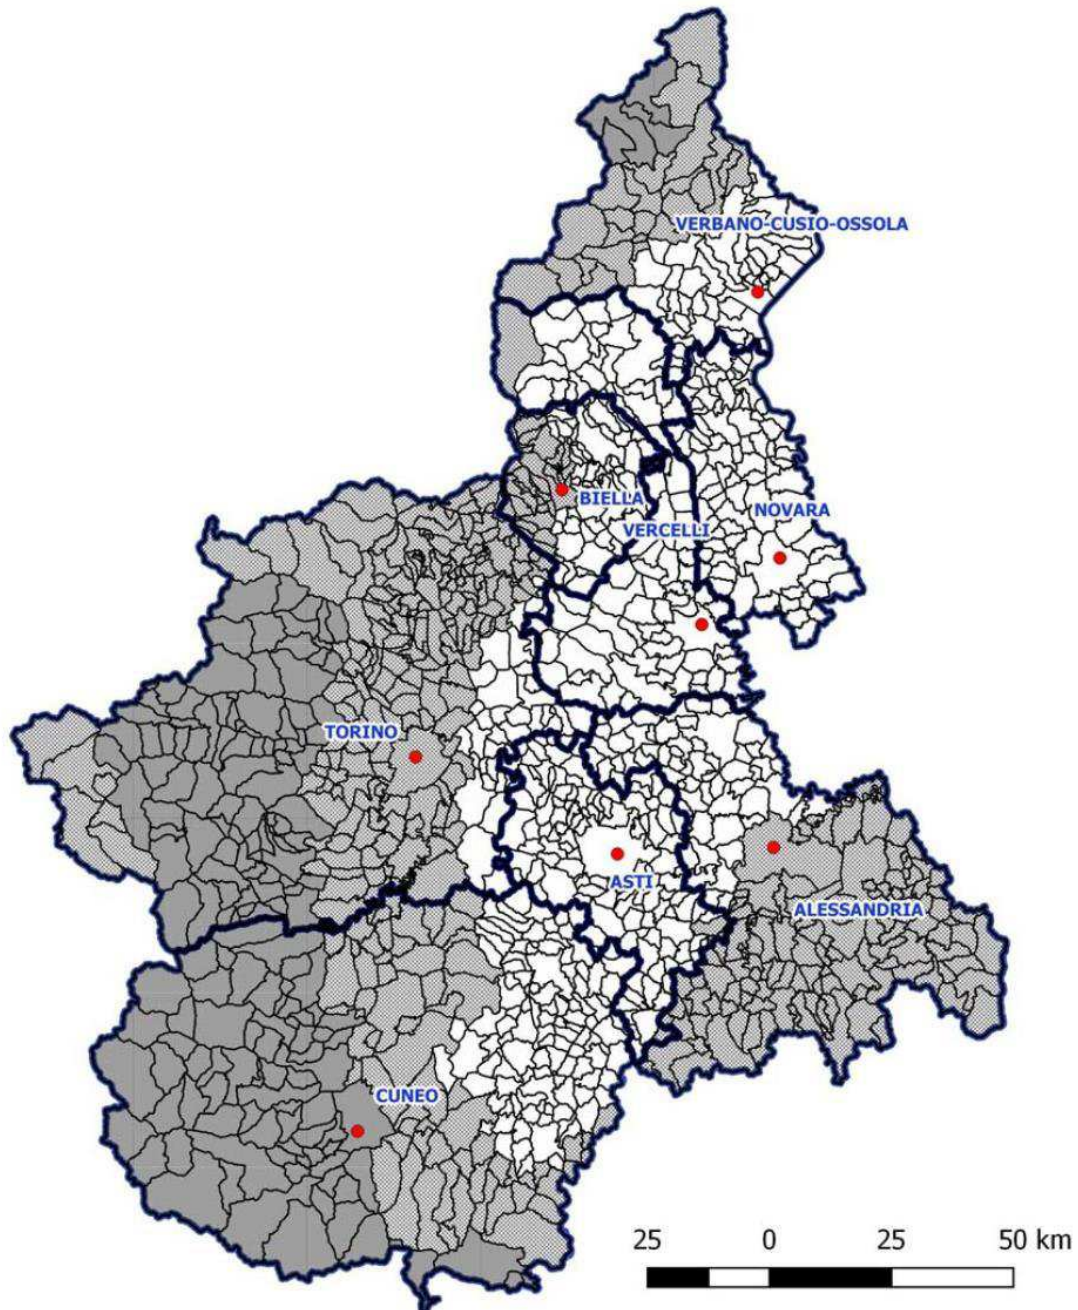 VERBANO-CUSIO-OSSOLA
BIELLA
NOVARA
VERCELLI
TORINO
ASTI
ALESSANDRIA
CUNEO
25 0 25 50 km